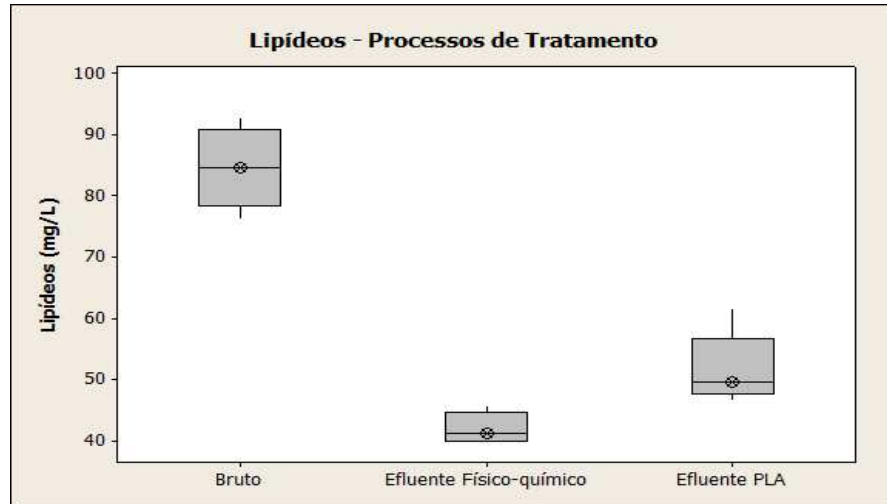 Lipídeos - Processos de Tratamento
Lipídeos (mg/L)
100
90
80
70
60
50
40
Bruto
Efluente Físico-químico
Efluente PLA